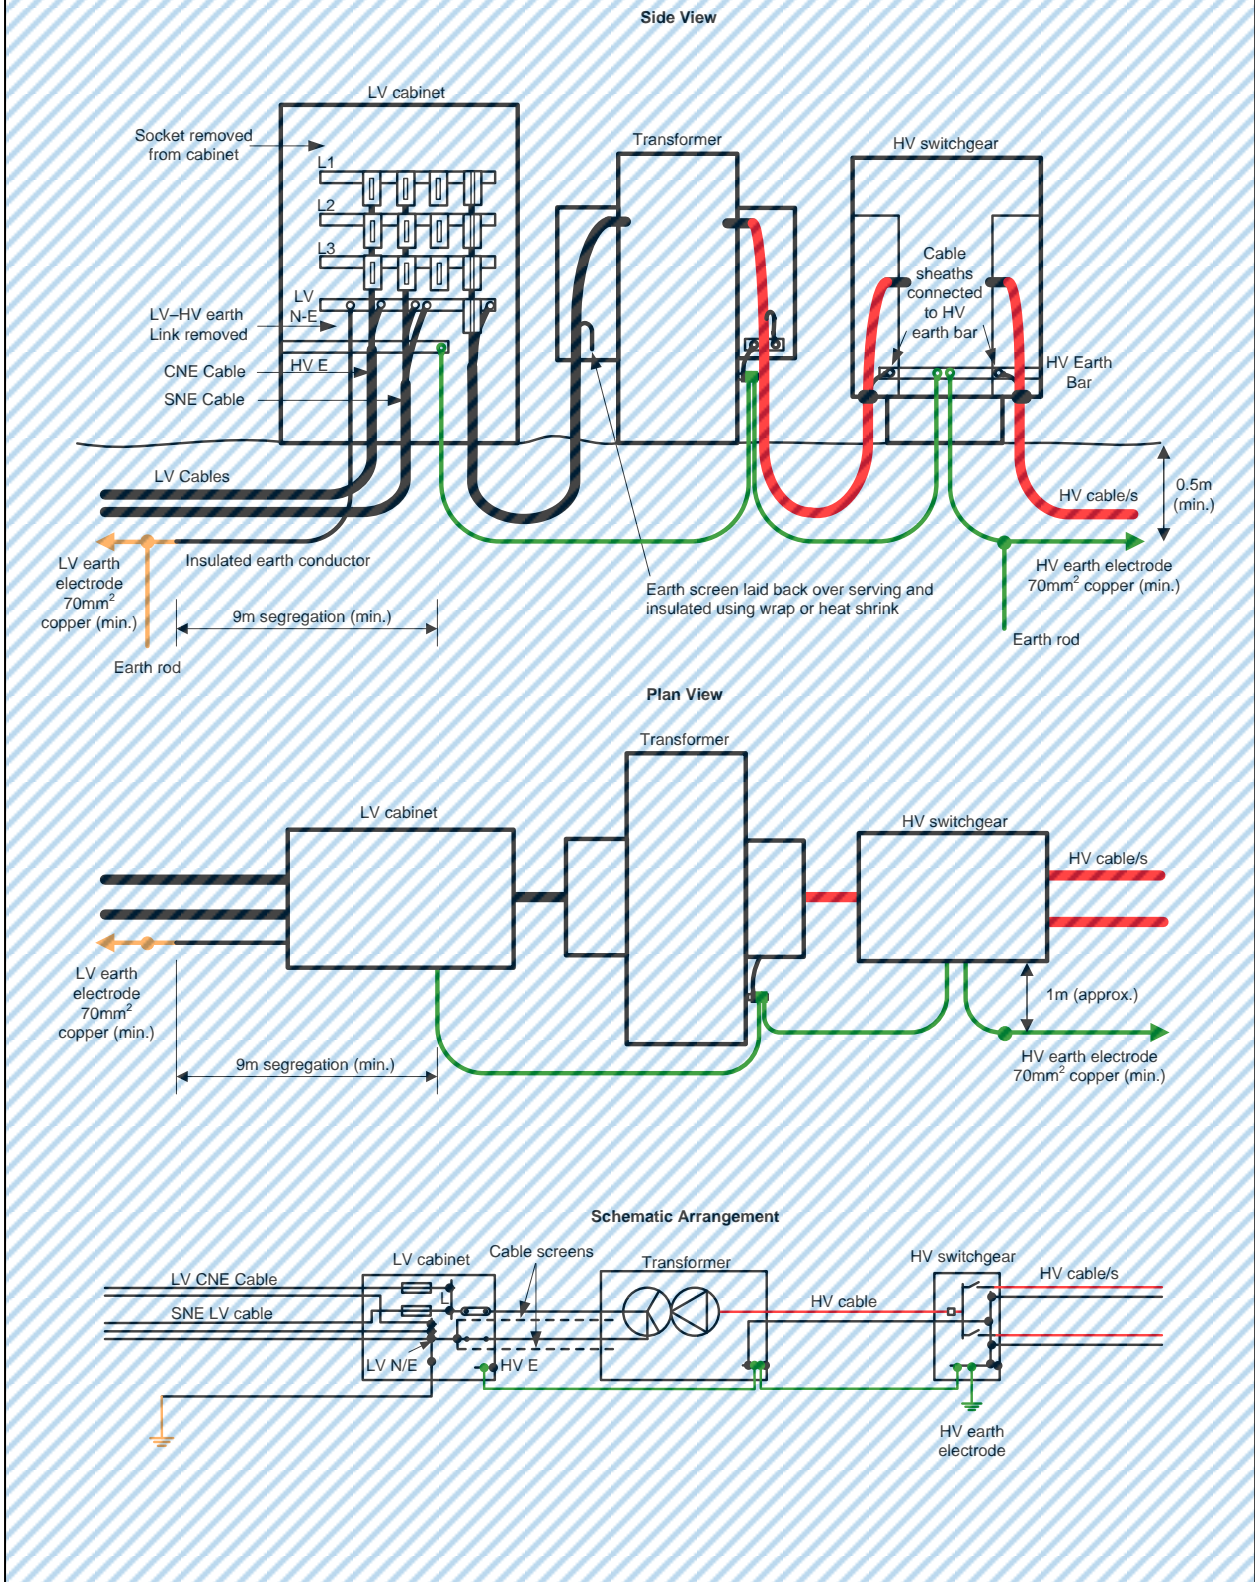 Side View
LV cabinet
Socket removed
from cabinet
L1
L2
L3
LV
N-E
LV–HV earth
Link removed
HV E
CNE Cable
SNE Cable
Transformer
HV switchgear
Cable
sheaths
connected
to HV
earth bar
HV Earth
Bar
LV Cables
HV cable/s
0.5m
(min.)
Insulated earth conductor
LV earth
electrode
70mm²
copper (min.)
9m segregation (min.)
Earth rod
Earth screen laid back over serving and
insulated using wrap or heat shrink
HV earth electrode
70mm² copper (min.)
Earth rod
Plan View
Transformer
LV cabinet
HV switchgear
HV cable/s
LV earth
electrode
70mm²
copper (min.)
9m segregation (min.)
1m (approx.)
HV earth electrode
70mm² copper (min.)
Schematic Arrangement
LV cabinet
Cable screens
Transformer
HV switchgear
LV CNE Cable
L
SNE LV cable
HV cable
HV cable/s
LV N/E
HV E
HV earth
electrode